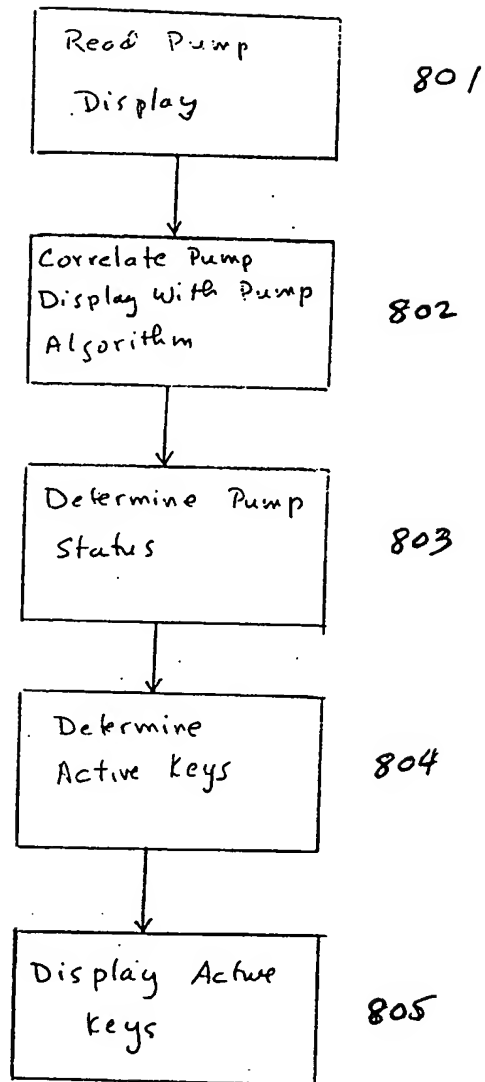 Read Pump
Display
801
Correlate Pump
Display With Pump
Algorithm
802
Determine Pump
Status
803
Determine
Active Keys
804
Display Active
Keys
805